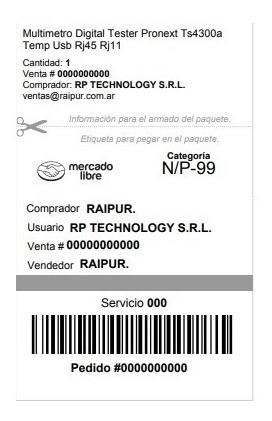 Multimetro Digital Tester Pronext Ts4300a
Temp Usb Rj45 Rj11
Cantidad: 1
Venta # 0000000000
Comprador: RP TECHNOLOGY S.R.L.
ventas@raipur.com.ar
Información para el armado del paquete.
Etiqueta para pegar en el paquete.
mercado
libre
Categoría
N/P-99
Comprador RAIPUR.
Usuario RP TECHNOLOGY S.R.L.
Venta # 00000000000
Vendedor RAIPUR.
Servicio 000
Pedido #0000000000